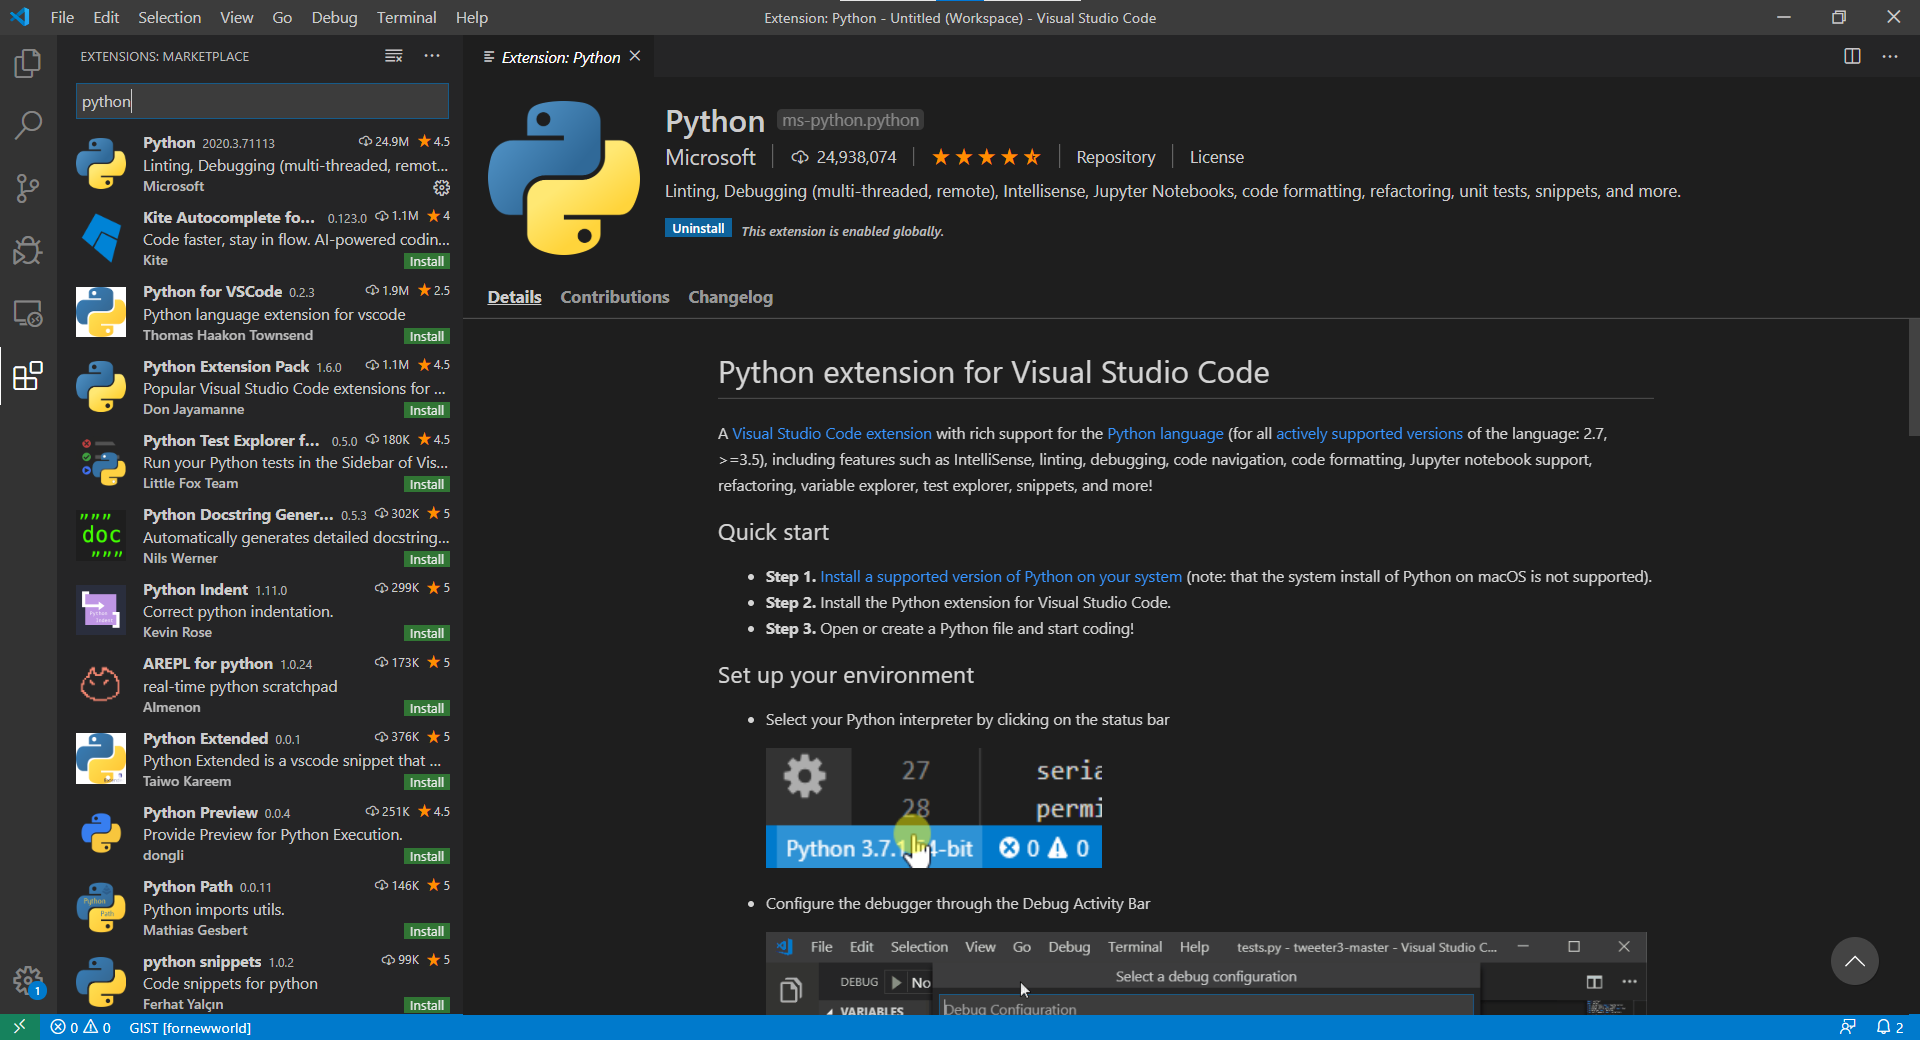 File Edit Selection View Go Debug Terminal Help
Extension: Python - Untitled (Workspace) - Visual Studio Code
EXTENSIONS: MARKETPLACE
python
Python 2020.3.71113 24.9M 4.5
Linting, Debugging (multi-threaded, remot...
Microsoft
Kite Autocomplete fo... 0.123.0 1.1M 4
Code faster, stay in flow. AI-powered codin...
Kite Install
Python for VSCode 0.2.3 1.9M 2.5
Python language extension for vscode
Thomas Haakon Townsend Install
Python Extension Pack 1.6.0 1.1M 4.5
Popular Visual Studio Code extensions for ...
Don Jayamanne Install
Python Test Explorer f... 0.5.0 180K 4.5
Run your Python tests in the Sidebar of Vis...
Little Fox Team Install
"""
doc
"""
Python Docstring Gener... 0.5.3 302K 5
Automatically generates detailed docstring...
Nils Werner Install
Python Indent 1.11.0 299K 5
Correct python indentation.
Kevin Rose Install
AREPL for python 1.0.24 173K 5
real-time python scratchpad
Almenon Install
Python Extended 0.0.1 376K 5
Python Extended is a vscode snippet that ...
Taiwo Kareem Install
Python Preview 0.0.4 251K 4.5
Provide Preview for Python Execution.
dongli Install
Python Path 0.0.11 146K 5
Python imports utils.
Mathias Gesbert Install
python snippets 1.0.2 99K 5
Code snippets for python
Ferhat Yalçın Install
Extension: Python
Python ms-python.python
Microsoft 24,938,074 Repository License
Linting, Debugging (multi-threaded, remote), Intellisense, Jupyter Notebooks, code formatting, refactoring, unit tests, snippets, and more.
Uninstall This extension is enabled globally.
Details Contributions Changelog
Python extension for Visual Studio Code
A Visual Studio Code extension with rich support for the Python language (for all actively supported versions of the language: 2.7,
>=3.5), including features such as IntelliSense, linting, debugging, code navigation, code formatting, Jupyter notebook support,
refactoring, variable explorer, test explorer, snippets, and more!
Quick start
• Step 1. Install a supported version of Python on your system (note: that the system install of Python on macOS is not supported).
• Step 2. Install the Python extension for Visual Studio Code.
• Step 3. Open or create a Python file and start coding!
Set up your environment
• Select your Python interpreter by clicking on the status bar
27 seria
28 permi
Python 3.7.1 -bit 0 0
• Configure the debugger through the Debug Activity Bar
File Edit Selection View Go Debug Terminal Help tests.py - tweeter3-master - Visual Studio C...
Select a debug configuration
DEBUG No
Debug Configuration
VARIABLES
1
0 0 GIST [fornewworld]
2